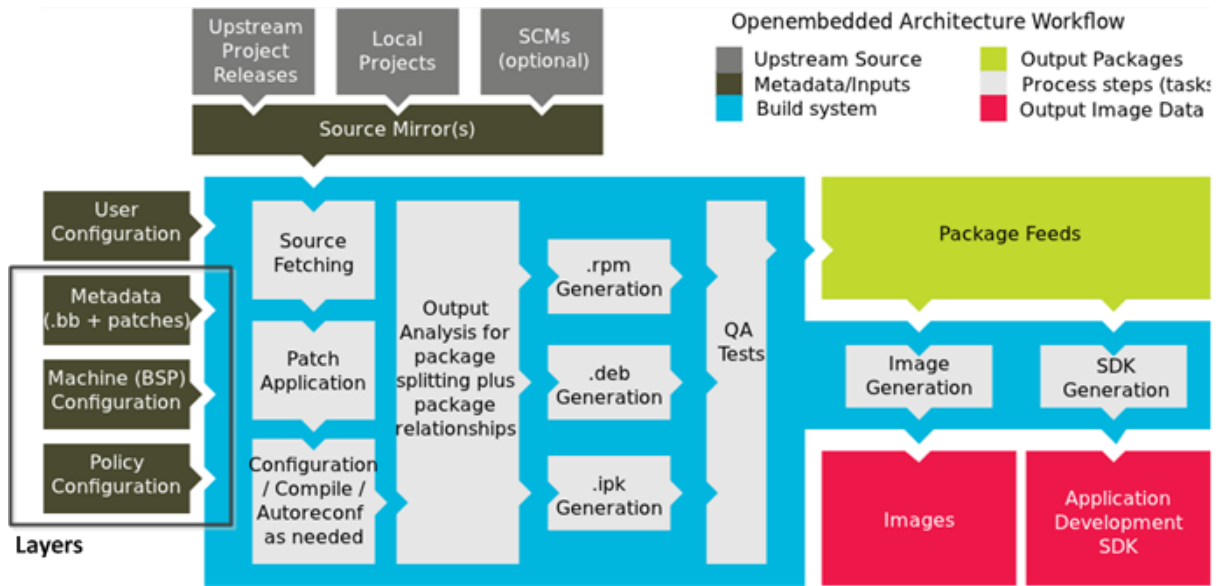 Openembedded Architecture Workflow
Upstream
Project
Releases
Local
Projects
SCMs
(optional)
Upstream Source
Metadata/Inputs
Build system
Output Packages
Process steps (tasks
Output Image Data
Source Mirror(s)
User
Configuration
Metadata
(.bb + patches)
Machine (BSP)
Configuration
Policy
Configuration
Layers
Source
Fetching
Patch
Application
Configuration
/ Compile /
Autoreconf
as needed
Output
Analysis for
package
splitting plus
package
relationships
.rpm
Generation
.deb
Generation
.ipk
Generation
QA
Tests
Package Feeds
Image
Generation
SDK
Generation
Images
Application
Development
SDK